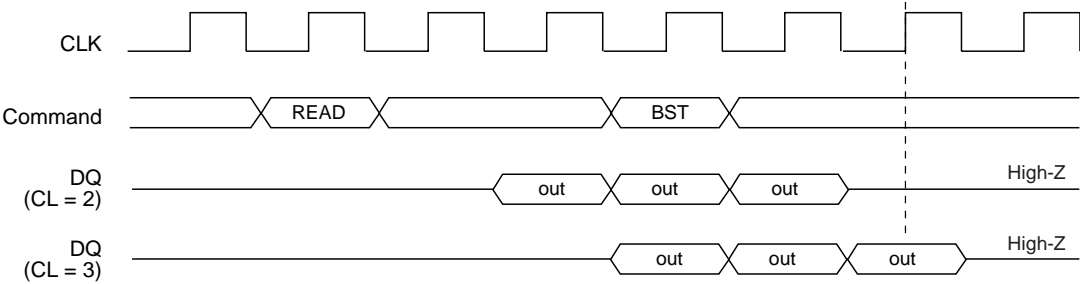 CLK
Command READ BST
DQ
(CL = 2) out out out High-Z
DQ
(CL = 3) out out out High-Z